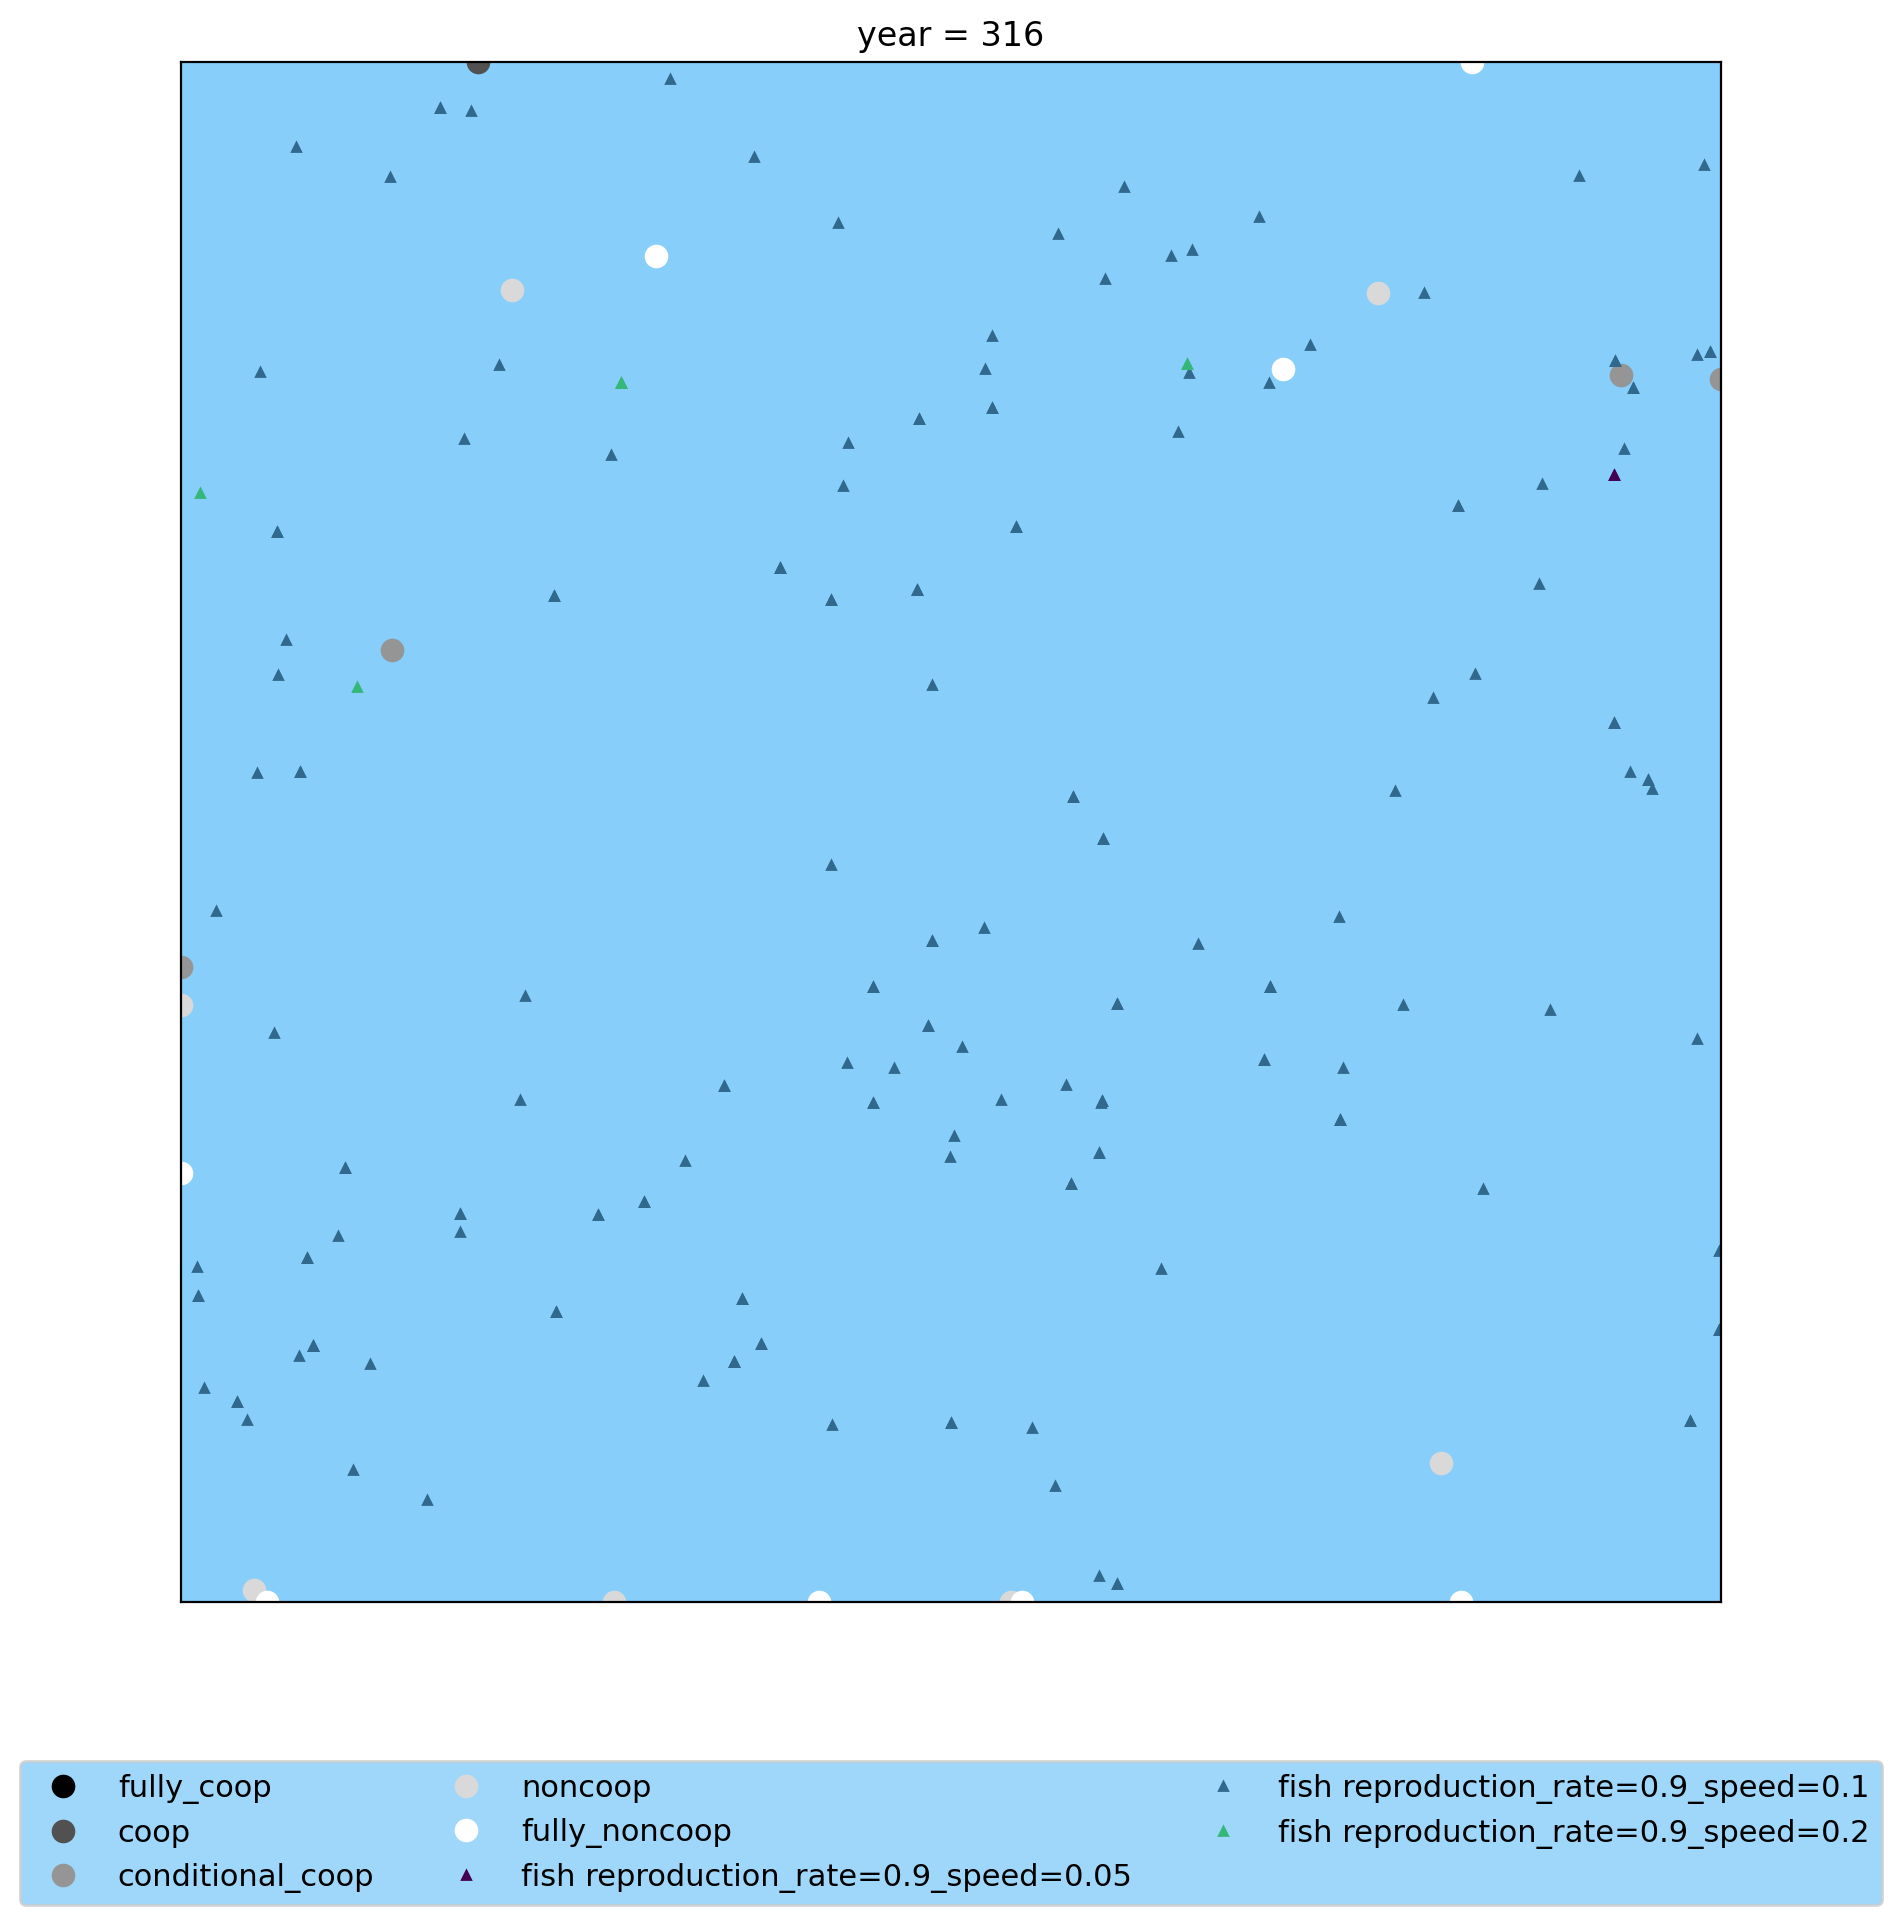 year = 316
fully_coop
coop
conditional_coop
noncoop
fully_noncoop
fish reproduction_rate=0.9_speed=0.05
fish reproduction_rate=0.9_speed=0.1
fish reproduction_rate=0.9_speed=0.2